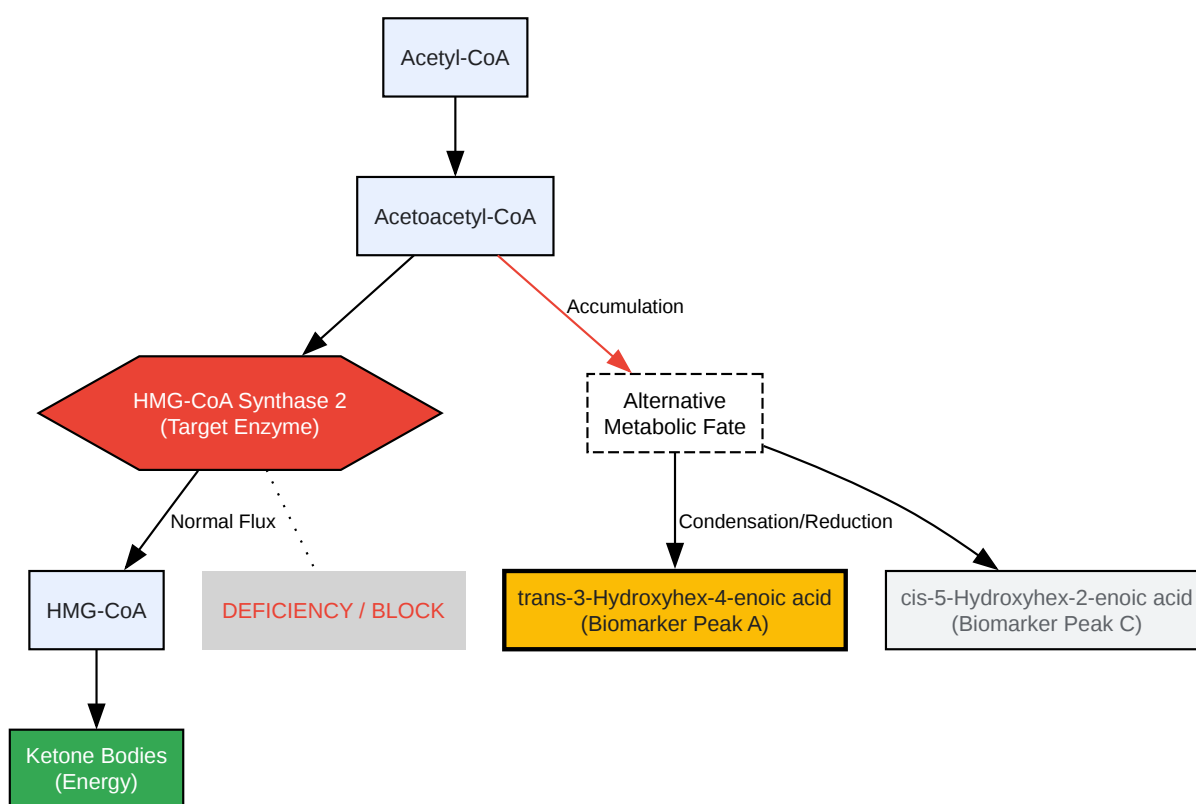 Acetyl-CoA
Acetoacetyl-CoA
Accumulation
HMG-CoA Synthase 2
(Target Enzyme)
Alternative
Metabolic Fate
Normal Flux
Condensation/Reduction
HMG-CoA
DEFICIENCY / BLOCK
trans-3-Hydroxyhex-4-enoic acid
(Biomarker Peak A)
cis-5-Hydroxyhex-2-enoic acid
(Biomarker Peak C)
Ketone Bodies
(Energy)